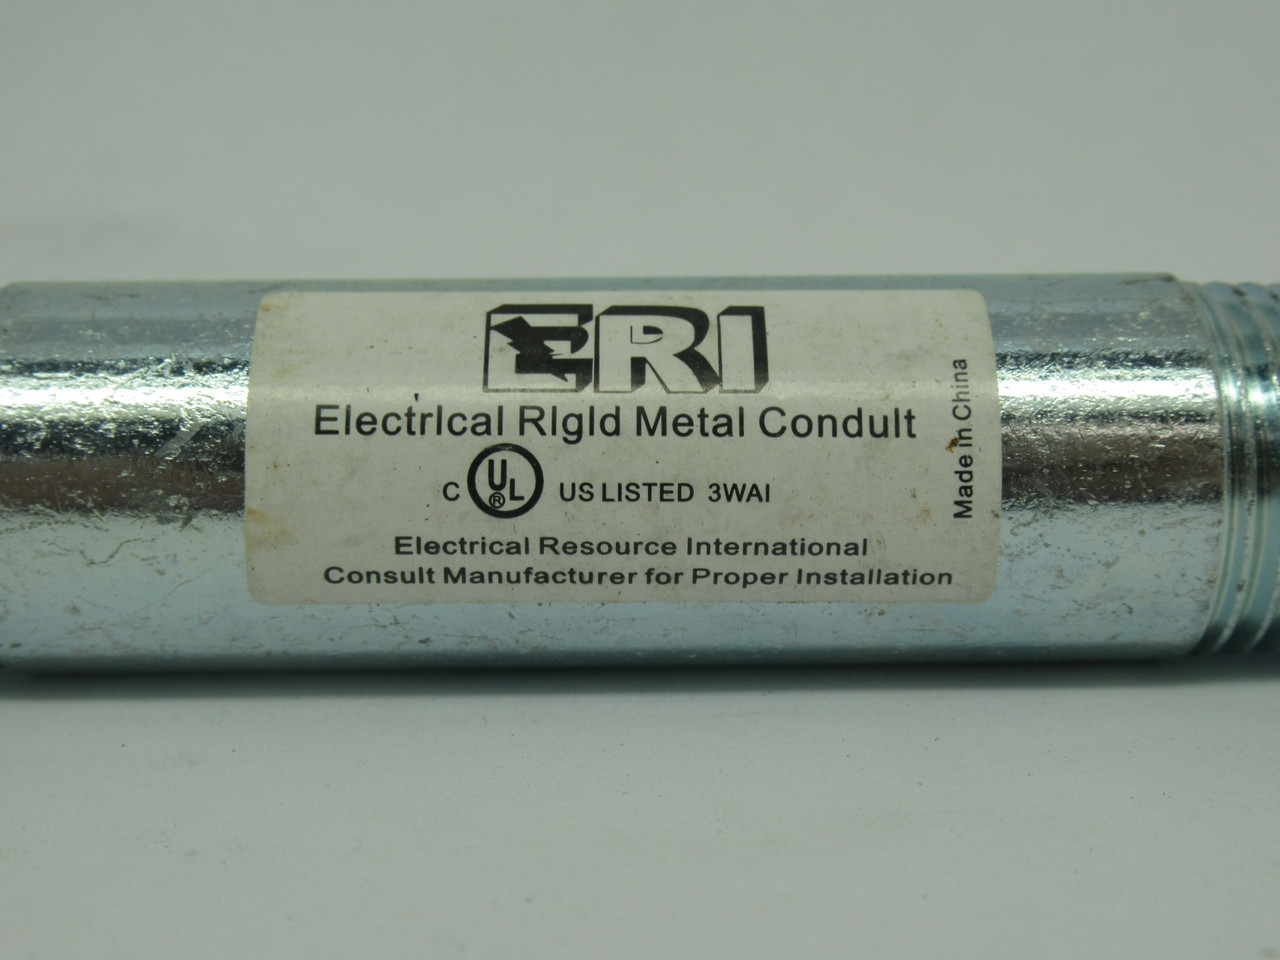 ERI
ElectrIcal RIgId Metal ConduIt
C UL ® US LISTED 3WAI
Electrical Resource International
Consult Manufacturer for Proper Installation
Made in China